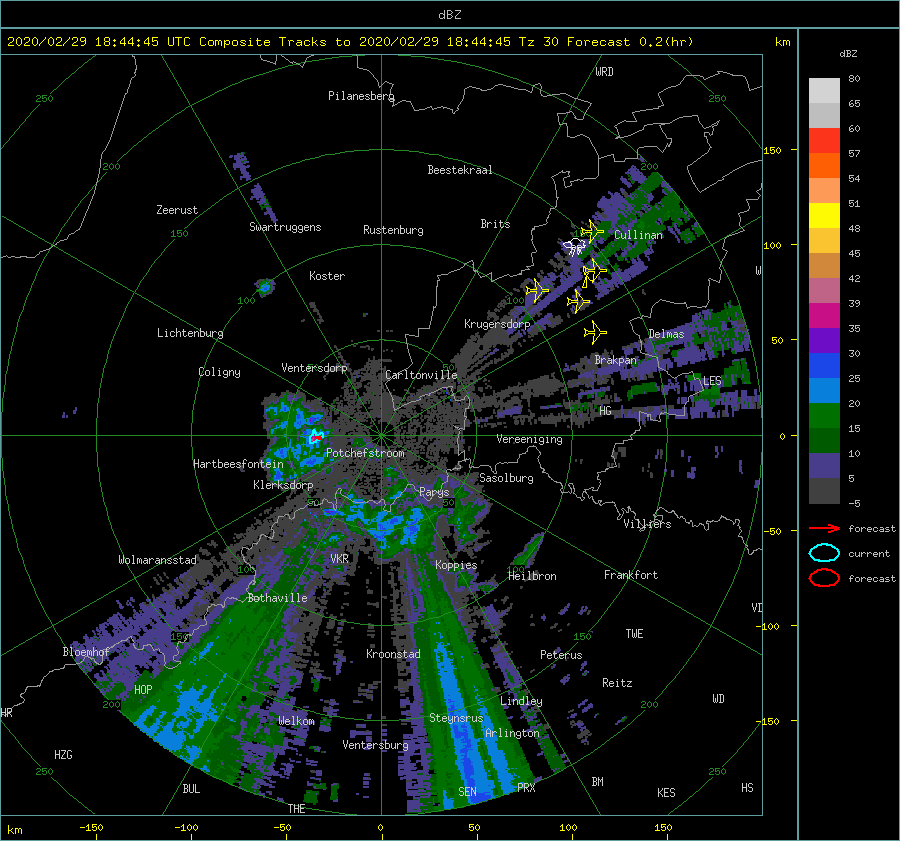 dBZ
2020/02/29 18:44:45 UTC Composite Tracks to 2020/02/29 18:44:45 Tz 30 Forecast 0.2(hr)
km
dBZ
WRD
80
Pilanesberg
250
250
65
60
150
57
200
Beestekraal
200
54
Zeerust
51
Brits
Swartruggens
Rustenburg
150
Cullinan
48
100
Koster
45
W
42
100
100
39
Krugersdorp
Lichtenburg
Delmas
35
50
Brakpan
30
Ventersdorp
Coligny
Carltonville
50
LES
25
20
HG
15
Vereeniging
0
Potchefstroom
10
Hartbeesfontein
Sasolburg
-5
Klerksdorp
Parys
50
50
-5
Villiers
forecast
-50
current
Wolmaransstad
VKR
Koppies
100
100
Heilbron
Frankfort
forecast
Bothaville
VI
-100
150
150
TWE
Bloemhof
Kroonstad
Peterus
Reitz
HOP
WD
200
Lindley
200
HR
Welkom
Steynsrus
-150
Arlington
Ventersburg
HZG
250
250
BUL
SEN
PRX
BM
KES
HS
THE
km
-150
-100
-50
0
50
100
150